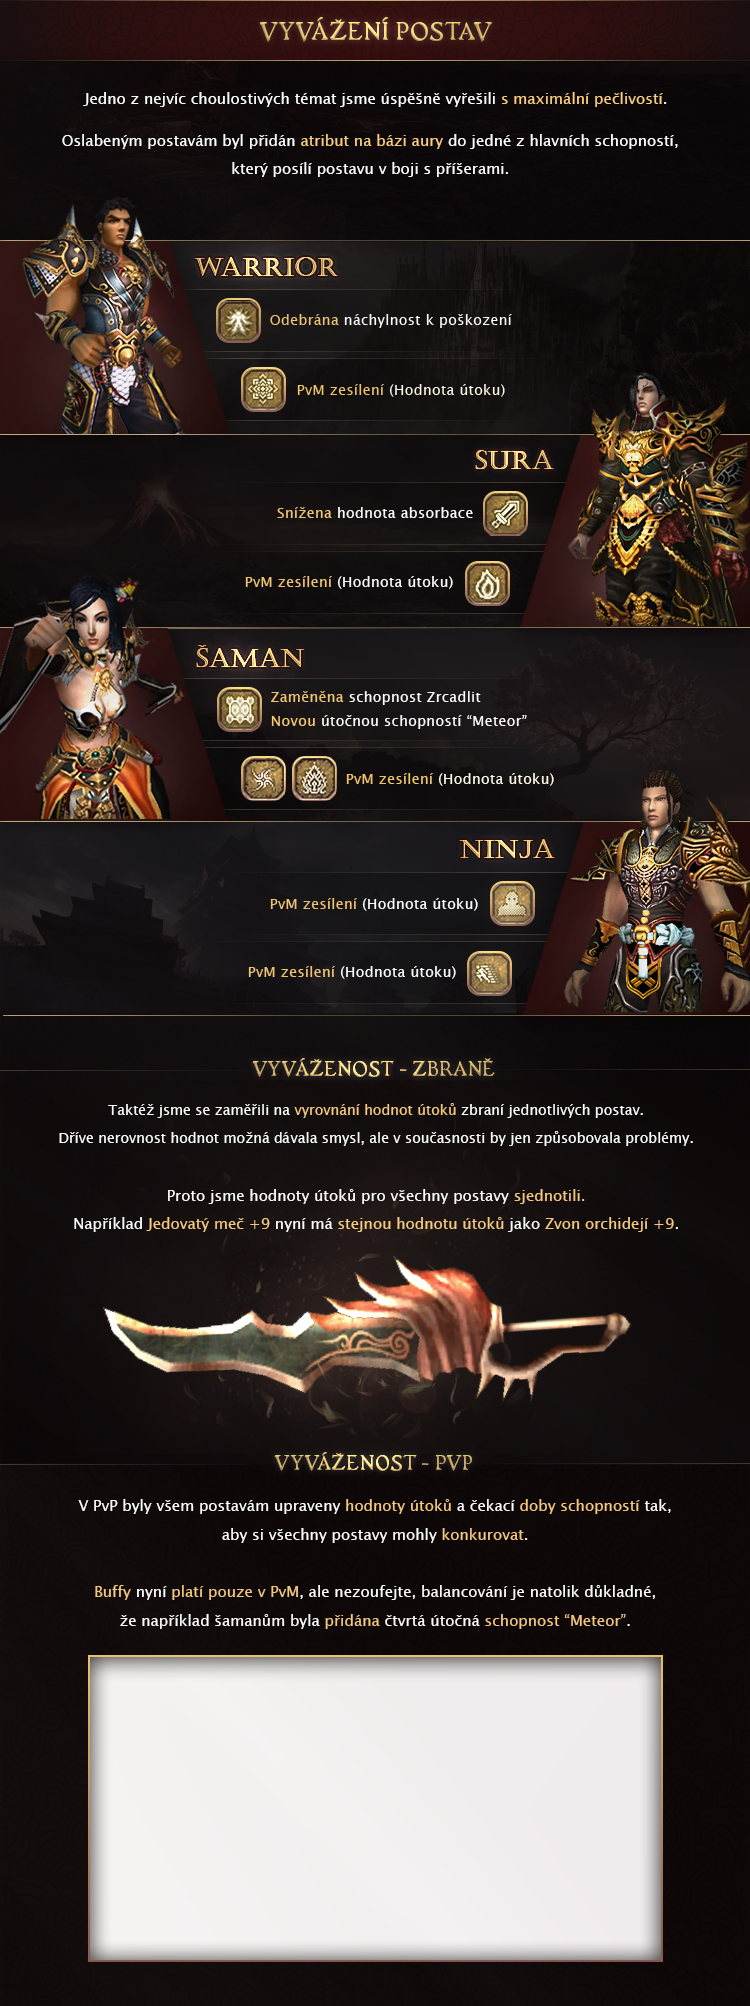 VYVÁŽENÍ POSTAV
Jedno z nejvíc choulostivých témat jsme úspěšně vyřešili s maximální pečlivostí.
Oslabeným postavám byl přidán atribut na bázi aury do jedné z hlavních schopností,
který posílí postavu v boji s příšerami.
WARRIOR
Odebrána náchylnost k poškození
PvM zesílení (Hodnota útoku)
SURA
Snížena hodnota absorbace
PvM zesílení (Hodnota útoku)
ŠAMAN
Zaměněna schopnost Zrcadlit
Novou útočnou schopností “Meteor”
PvM zesílení (Hodnota útoku)
NINJA
PvM zesílení (Hodnota útoku)
PvM zesílení (Hodnota útoku)
VYVÁŽENOST - ZBRANĚ
Taktéž jsme se zaměřili na vyrovnání hodnot útoků zbraní jednotlivých postav.
Dříve nerovnost hodnot možná dávala smysl, ale v současnosti by jen způsobovala problémy.
Proto jsme hodnoty útoků pro všechny postavy sjednotili.
Například Jedovatý meč +9 nyní má stejnou hodnotu útoků jako Zvon orchidejí +9.
VYVÁŽENOST - PVP
V PvP byly všem postavám upraveny hodnoty útoků a čekací doby schopností tak,
aby si všechny postavy mohly konkurovat.
Buffy nyní platí pouze v PvM, ale nezoufejte, balancování je natolik důkladné,
že například šamanům byla přidána čtvrtá útočná schopnost “Meteor”.